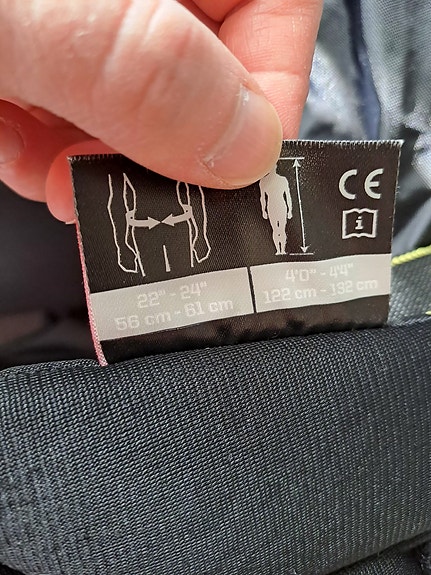 CE
i
22" - 24"
56 cm - 61 cm
4'0" - 4'4"
122 cm - 132 cm